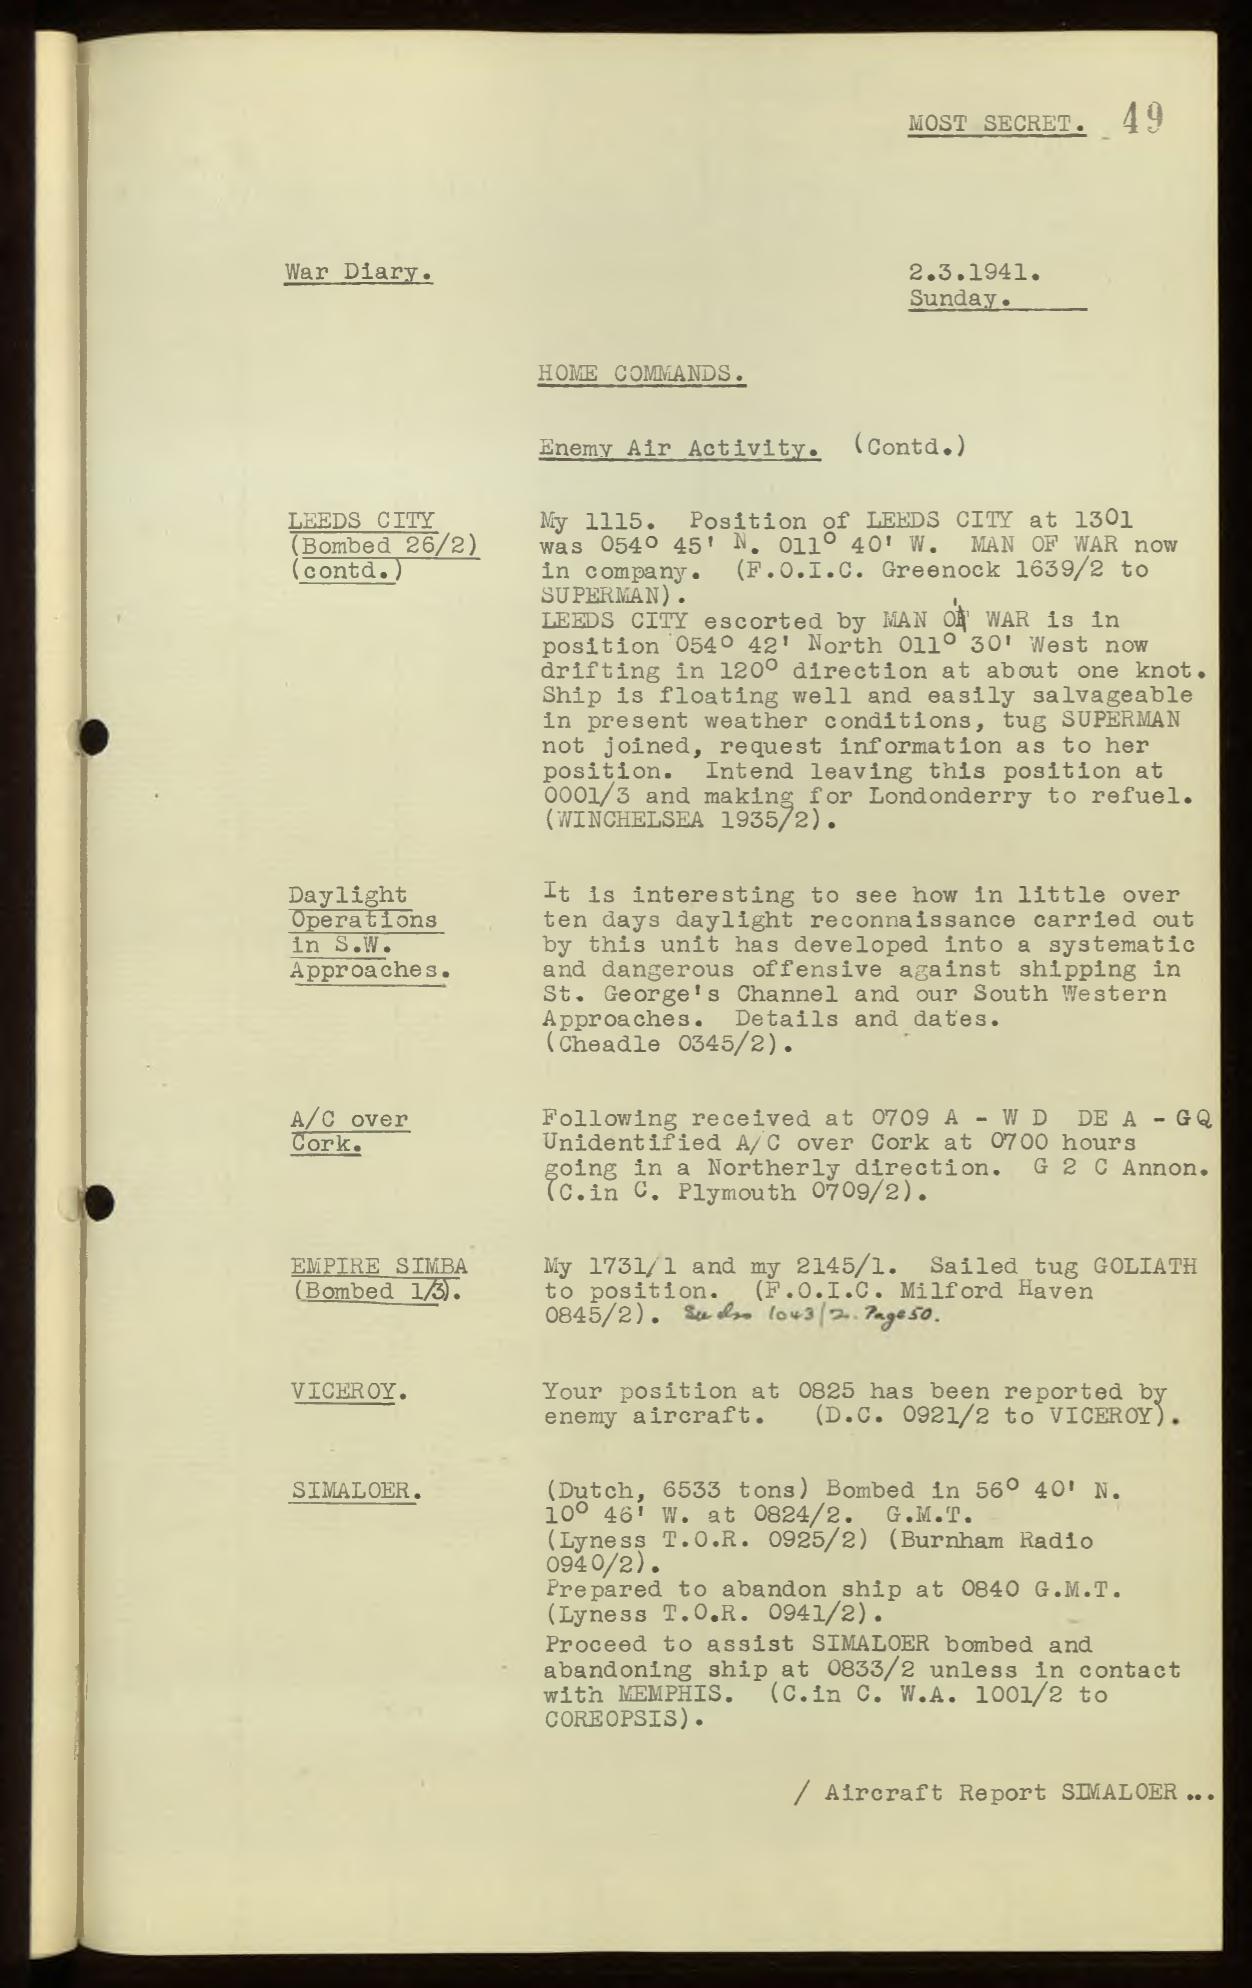 MOST SECRET. 49
War Diary. 2.3.1941.
Sunday.
HOME COMMANDS.
Enemy Air Activity. (Contd.)
LEEDS CITY My 1115. Position of LEEDS CITY at 1301
(Bombed 26/2) was 054° 45' N. 011° 40' W. MAN OF WAR now
(contd.) in company. (F.O.I.C. Greenock 1639/2 to
SUPERMAN).
LEEDS CITY escorted by MAN O' WAR is in
position 054° 42' North 011° 30' West now
drifting in 120° direction at about one knot.
Ship is floating well and easily salvageable
in present weather conditions, tug SUPERMAN
not joined, request information as to her
position. Intend leaving this position at
0001/3 and making for Londonderry to refuel.
(WINCHELSEA 1935/2).
Daylight It is interesting to see how in little over
Operations ten days daylight reconnaissance carried out
in S.W. by this unit has developed into a systematic
Approaches. and dangerous offensive against shipping in
St. George's Channel and our South Western
Approaches. Details and dates.
(Cheadle 0345/2).
A/C over Following received at 0709 A - W D DE A - G Q
Cork. Unidentified A/C over Cork at 0700 hours
going in a Northerly direction. G 2 C Annon.
(C.in C. Plymouth 0709/2).
EMPIRE SIMBA My 1731/1 and my 2145/1. Sailed tug GOLIATH
(Bombed 1/3). to position. (F.O.I.C. Milford Haven
0845/2). See also 1043/2. Page 50.
VICEROY. Your position at 0825 has been reported by
enemy aircraft. (D.C. 0921/2 to VICEROY).
SIMALOER. (Dutch, 6533 tons) Bombed in 56° 40' N.
10° 46' W. at 0824/2. G.M.T.
(Lyness T.O.R. 0925/2) (Burnham Radio
0940/2).
Prepared to abandon ship at 0840 G.M.T.
(Lyness T.O.R. 0941/2).
Proceed to assist SIMALOER bombed and
abandoning ship at 0833/2 unless in contact
with MEMPHIS. (C.in C. W.A. 1001/2 to
COREOPSIS).
/ Aircraft Report SIMALOER ...